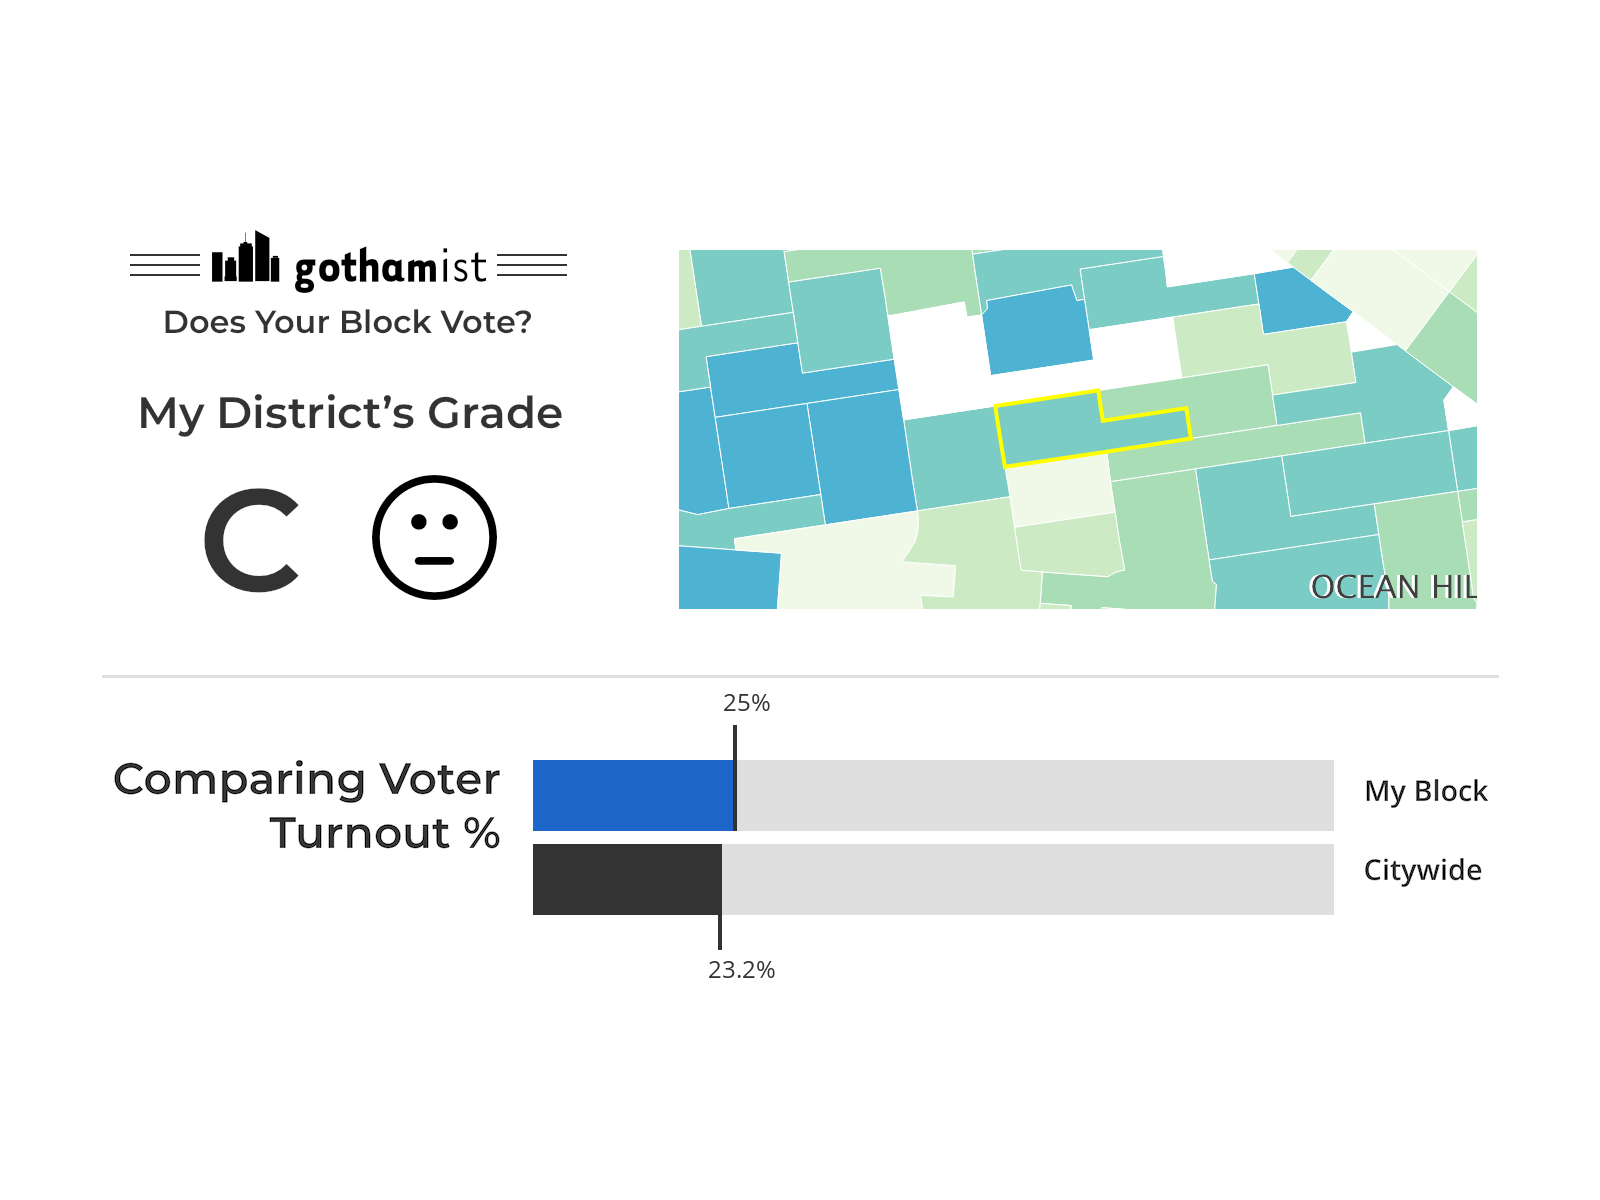 gothamist
Does Your Block Vote?
My District’s Grade
C
OCEAN HIL
25%
Comparing Voter
Turnout %
My Block
Citywide
23.2%